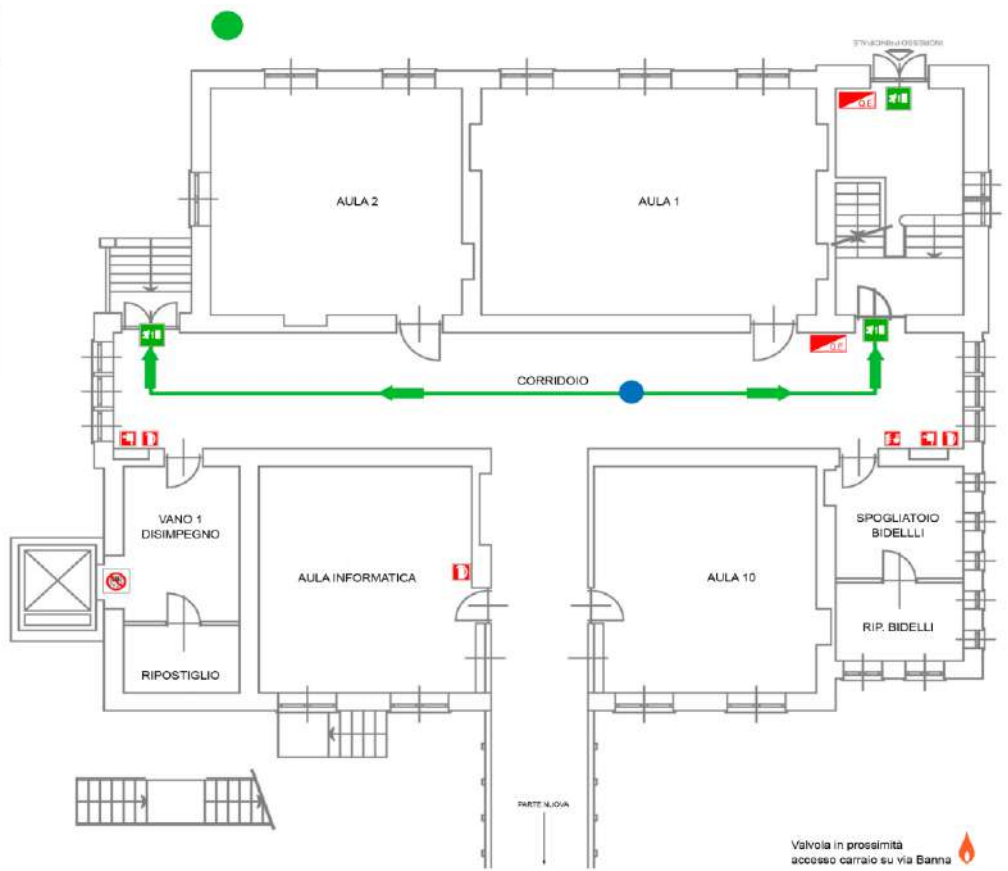 INGRESSO PRINCIPALE
Q.E.
AULA 2
AULA 1
Q.E.
CORRIDOIO
VANO 1
DISIMPEGNO
SPOGLIATOIO
BIDELLLI
AULA INFORMATICA
AULA 10
RIP. BIDELLI
RIPOSTIGLIO
PARTE NUOVA
Valvola in prossimità
accesso carraio su via Banna